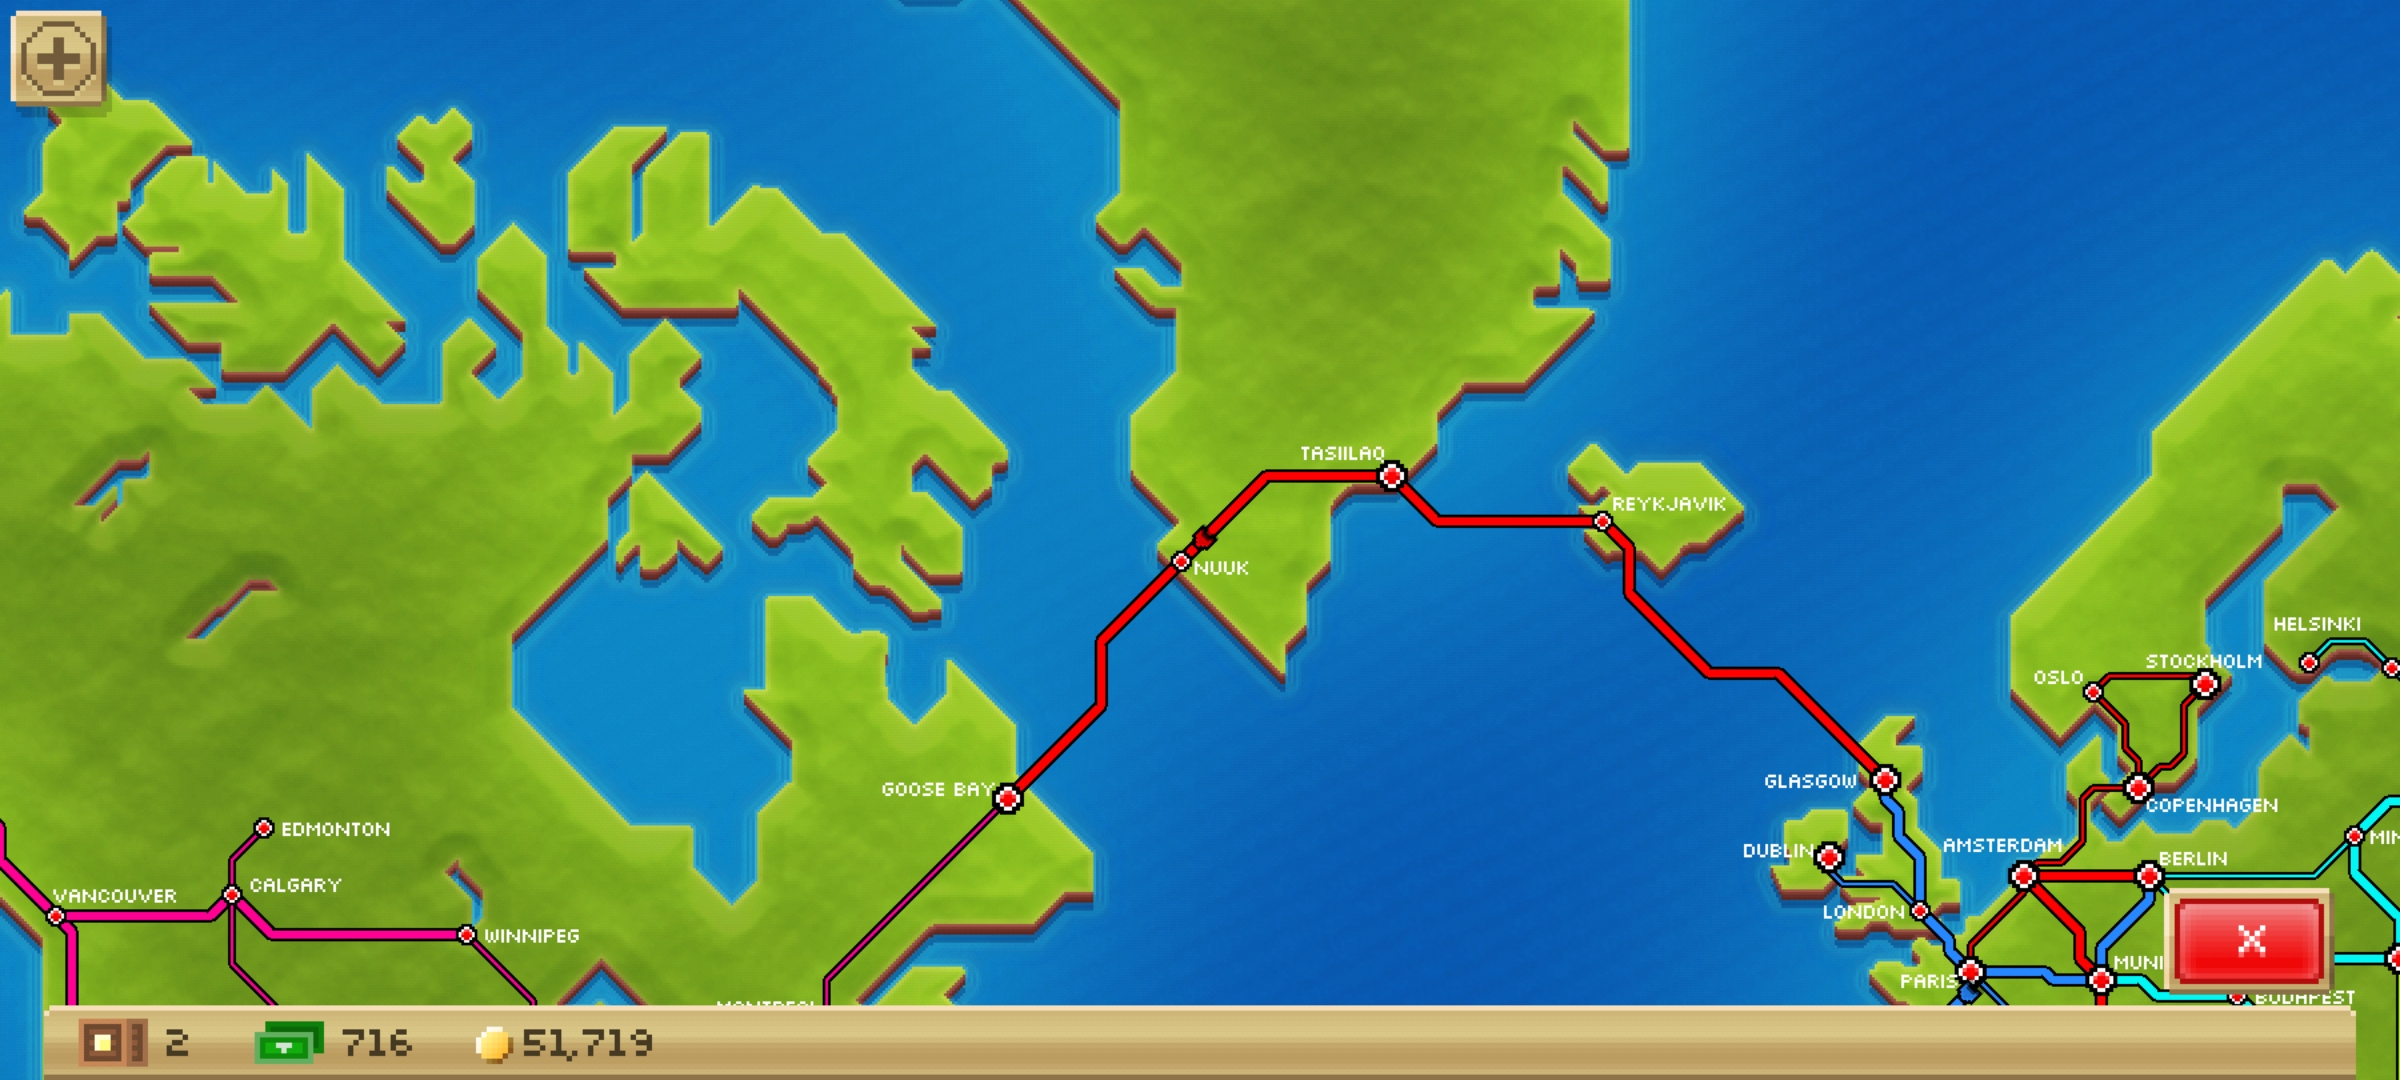 TASIILAQ
REYKJAVIK
NUUK
HELSINKI
STOCKHOLM
OSLO
GLASGOW
GOOSE BAY
COPENHAGEN
EDMONTON
AMSTERDAM
DUBLIN
BERLIN
CALGARY
VANCOUVER
LONDON
WINNIPEG
PARIS
2
716
51,719